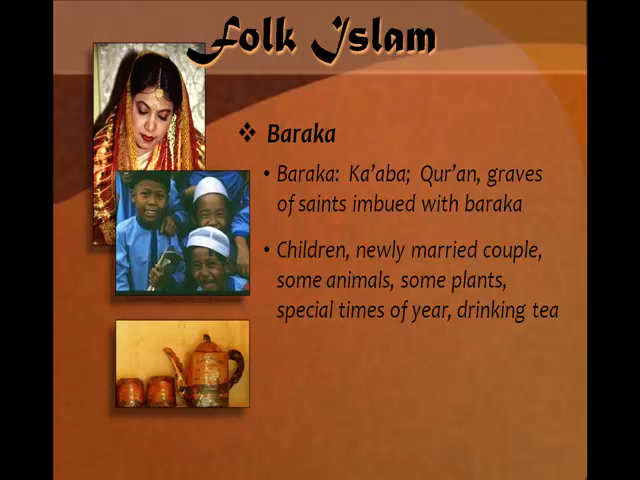 Folk Islam
❖ Baraka
• Baraka: Ka'aba; Qur'an, graves
of saints imbued with baraka
• Children, newly married couple,
some animals, some plants,
special times of year, drinking tea